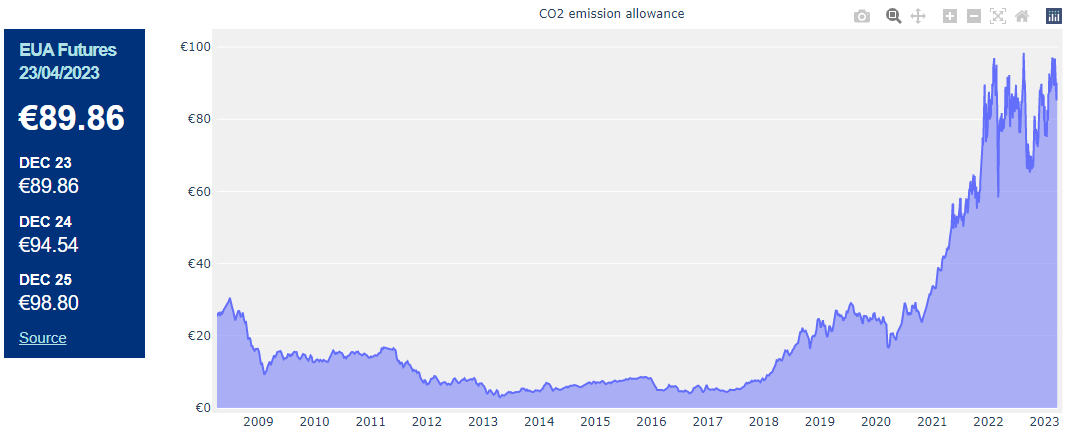 CO2 emission allowance
EUA Futures
23/04/2023
€89.86
DEC 23
€89.86
DEC 24
€94.54
DEC 25
€98.80
Source
€100
€80
€60
€40
€20
€0
2009 2010 2011 2012 2013 2014 2015 2016 2017 2018 2019 2020 2021 2022 2023